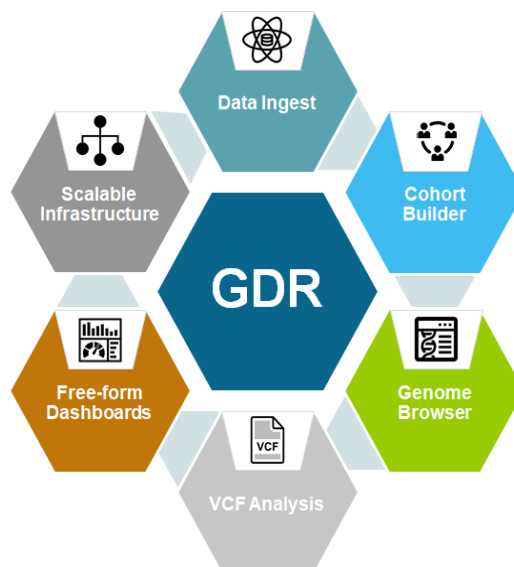 Data Ingest
Scalable
Infrastructure
Cohort
Builder
GDR
Free-form
Dashboards
Genome
Browser
VCF
VCF Analysis